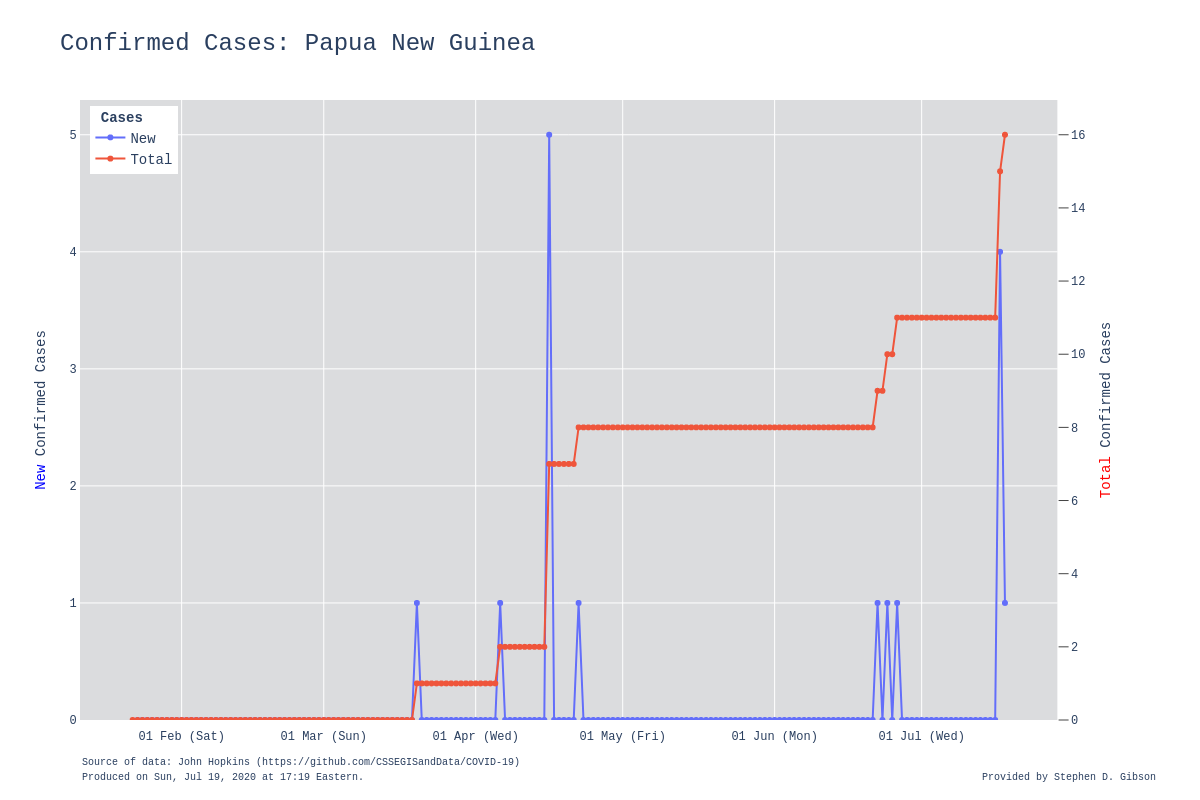 Confirmed Cases: Papua New Guinea
Cases
New
Total
5
4
3
2
1
0
16
14
12
10
8
6
4
2
0
New Confirmed Cases
Total Confirmed Cases
01 Feb (Sat)
01 Mar (Sun)
01 Apr (Wed)
01 May (Fri)
01 Jun (Mon)
01 Jul (Wed)
Source of data: John Hopkins (https://github.com/CSSEGISandData/COVID-19)
Produced on Sun, Jul 19, 2020 at 17:19 Eastern.
Provided by Stephen D. Gibson